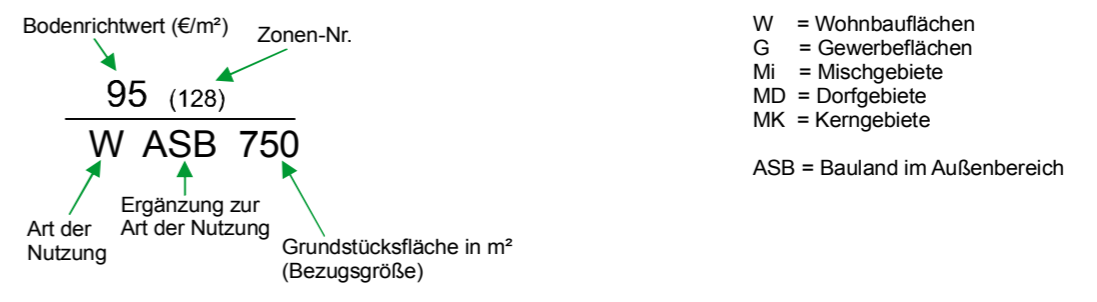 Bodenrichtwert (€/m²)
Zonen-Nr.
95 (128)
W ASB 750
Art der
Nutzung
Ergänzung zur
Art der Nutzung
Grundstücksfläche in m²
(Bezugsgröße)
W = Wohnbauflächen
G = Gewerbeflächen
Mi = Mischgebiete
MD = Dorfgebiete
MK = Kerngebiete
ASB = Bauland im Außenbereich